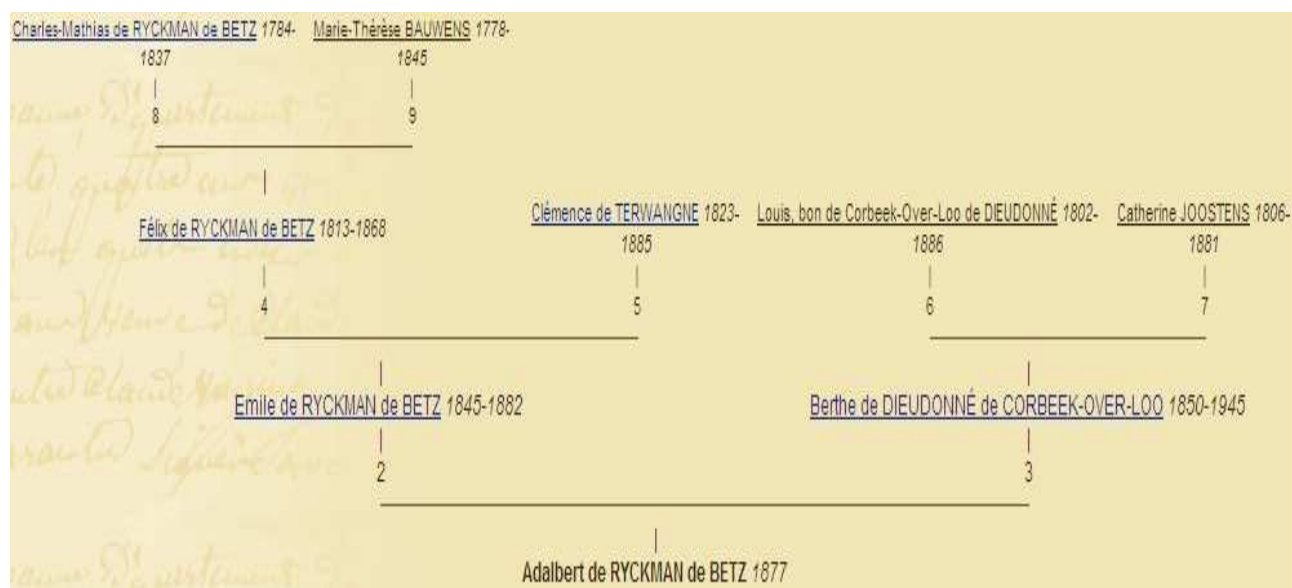 Charles-Mathias de RYCKMAN de BETZ 1784-1837
Marie-Thérèse BAUWENS 1778-1845
8
9
Félix de RYCKMAN de BETZ 1813-1868
Clémence de TERWANGNE 1823-1885
Louis, bon de Corbeek-Over-Loo de DIEUDONNÉ 1802-1886
Catherine JOOSTENS 1806-1881
4
5
6
7
Emile de RYCKMAN de BETZ 1845-1882
Berthe de DIEUDONNÉ de CORBEEK-OVER-LOO 1850-1945
2
3
Adalbert de RYCKMAN de BETZ 1877